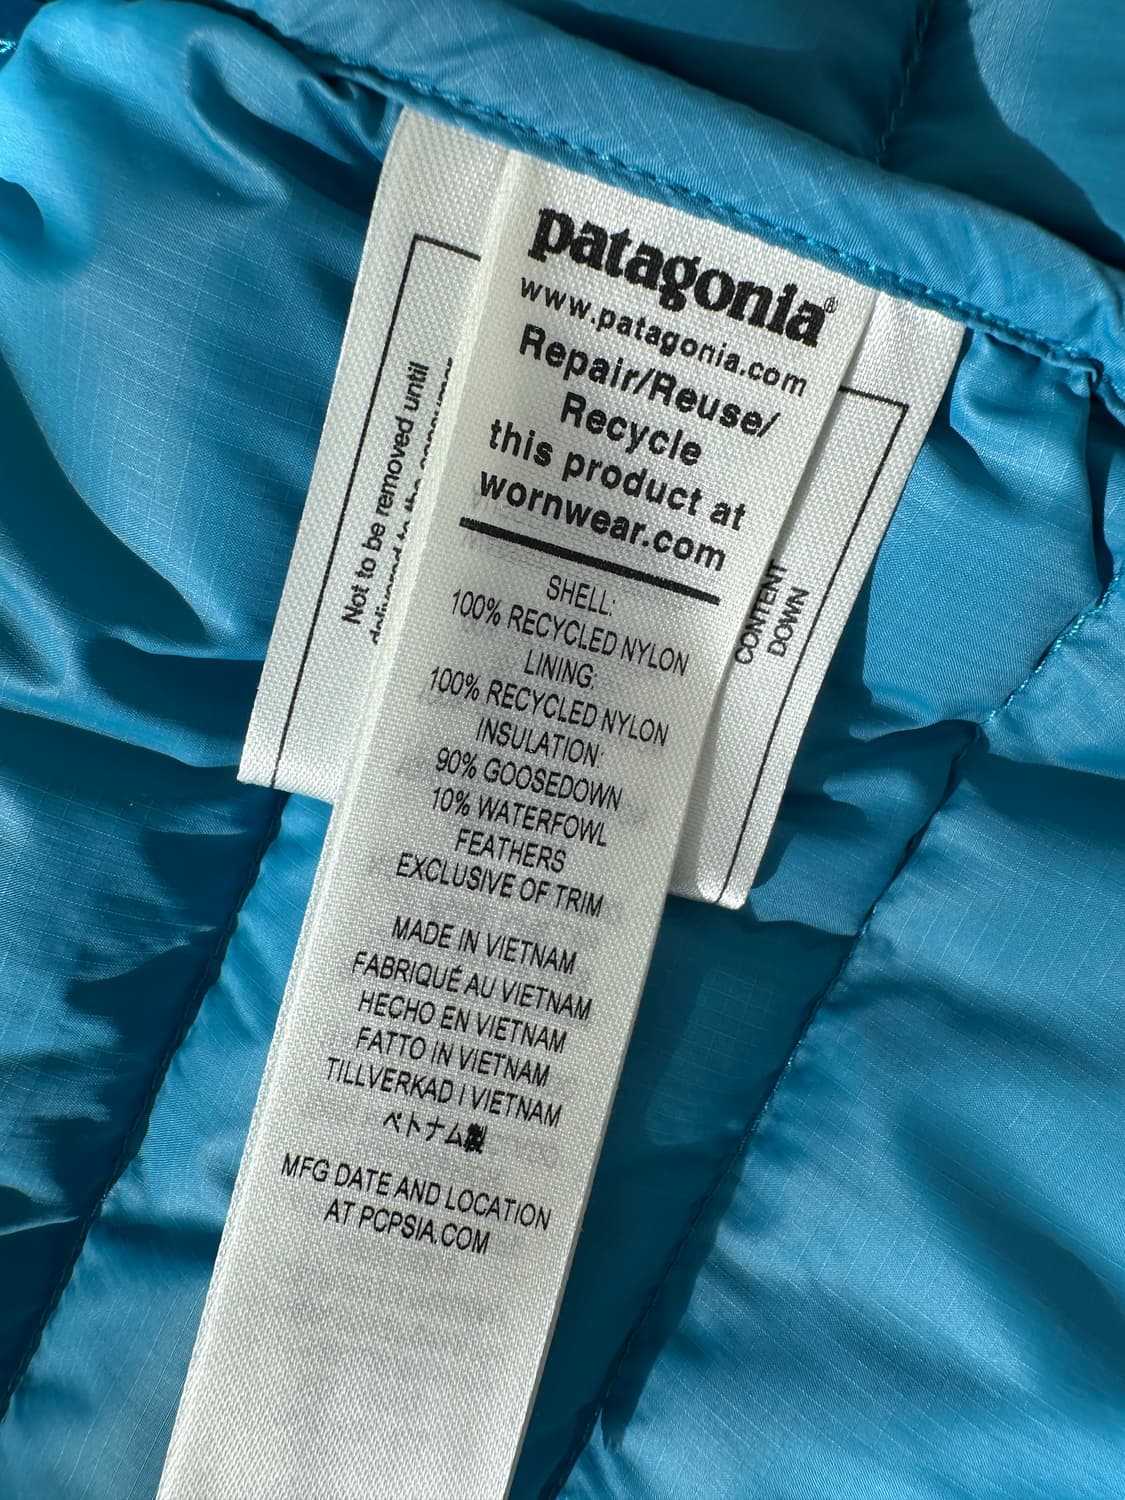 patagonia®
www.patagonia.com
Repair/Reuse/
Recycle
this product at
wornwear.com
SHELL:
100% RECYCLED NYLON
LINING:
100% RECYCLED NYLON
INSULATION:
90% GOOSEDOWN
10% WATERFOWL
FEATHERS
EXCLUSIVE OF TRIM
MADE IN VIETNAM
FABRIQUÉ AU VIETNAM
HECHO EN VIETNAM
FATTO IN VIETNAM
TILLVERKAD I VIETNAM
ベトナム製
MFG DATE AND LOCATION
AT PCPSIA.COM
Not to be removed until
CONTENT
DOWN